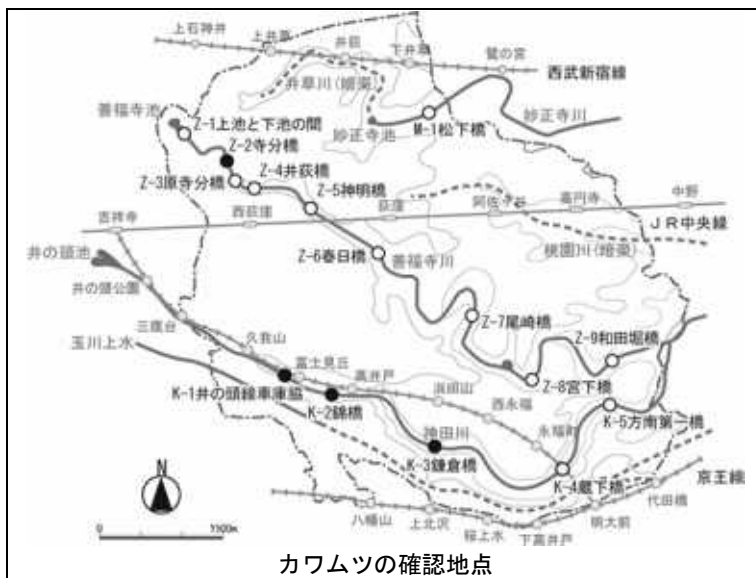 上石神井
上井草
井荻
下井草
鷺の宮
西武新宿線
井草川(暗渠)
善福寺池
Z-1上池と下池の間
Z-2寺分橋
Z-3原寺分橋
Z-4井荻橋
Z-5神明橋
妙正寺池
M-1松下橋
妙正寺川
吉祥寺
西荻窪
荻窪
阿佐ケ谷
高円寺
中野
JR中央線
桃園川(暗渠)
井の頭池
井の頭公園
Z-6春日橋
善福寺川
三鷹台
玉川上水
久我山
富士見丘
高井戸
浜田山
西永福
永福町
Z-7尾崎橋
Z-9和田堀橋
Z-8宮下橋
K-1井の頭線車庫脇
K-2錦橋
神田川
K-3鎌倉橋
K-5方南第一橋
K-4蔵下橋
京王線
代田橋
明大前
下高井戸
桜上水
上北沢
八幡山
N
0
1100m
カワムツの確認地点